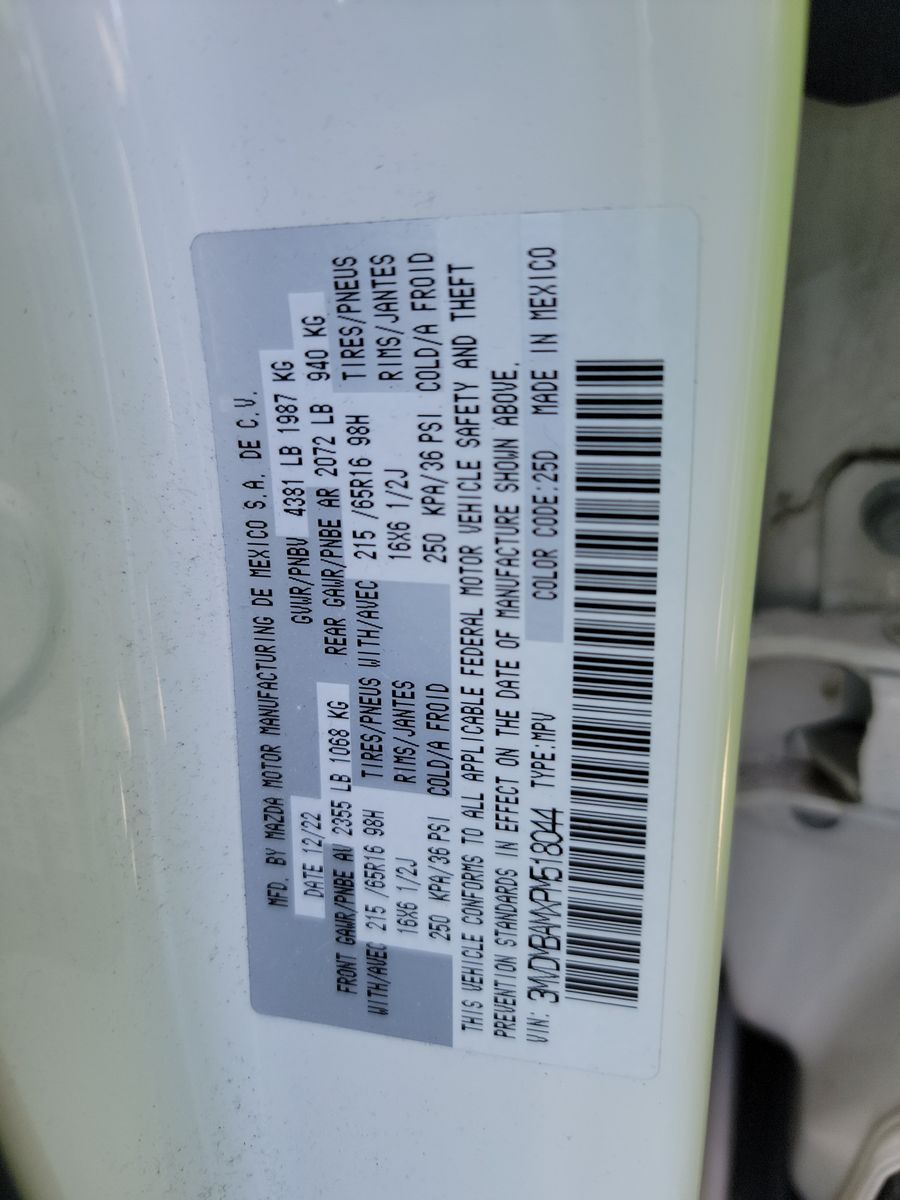 MFD. BY MAZDA MOTOR MANUFACTURING DE MEXICO S.A. DE C.V.
DATE 12/22 GVWR/PNBV 4381 LB 1987 KG
FRONT GAWR/PNBE AV 2355 LB 1068 KG REAR GAWR/PNBE AR 2072 LB 940 KG
WITH/AVEC 215 /65R16 98H TIRES/PNEUS WITH/AVEC 215 /65R16 98H TIRES/PNEUS
16X6 1/2J RIMS/JANTES 16X6 1/2J RIMS/JANTES
250 KPA/36 PSI COLD/A FROID 250 KPA/36 PSI COLD/A FROID
THIS VEHICLE CONFORMS TO ALL APPLICABLE FEDERAL MOTOR VEHICLE SAFETY AND THEFT
PREVENTION STANDARDS IN EFFECT ON THE DATE OF MANUFACTURE SHOWN ABOVE.
VIN: 3MVDMBAMXPM518044 TYPE:MPV COLOR CODE:25D MADE IN MEXICO